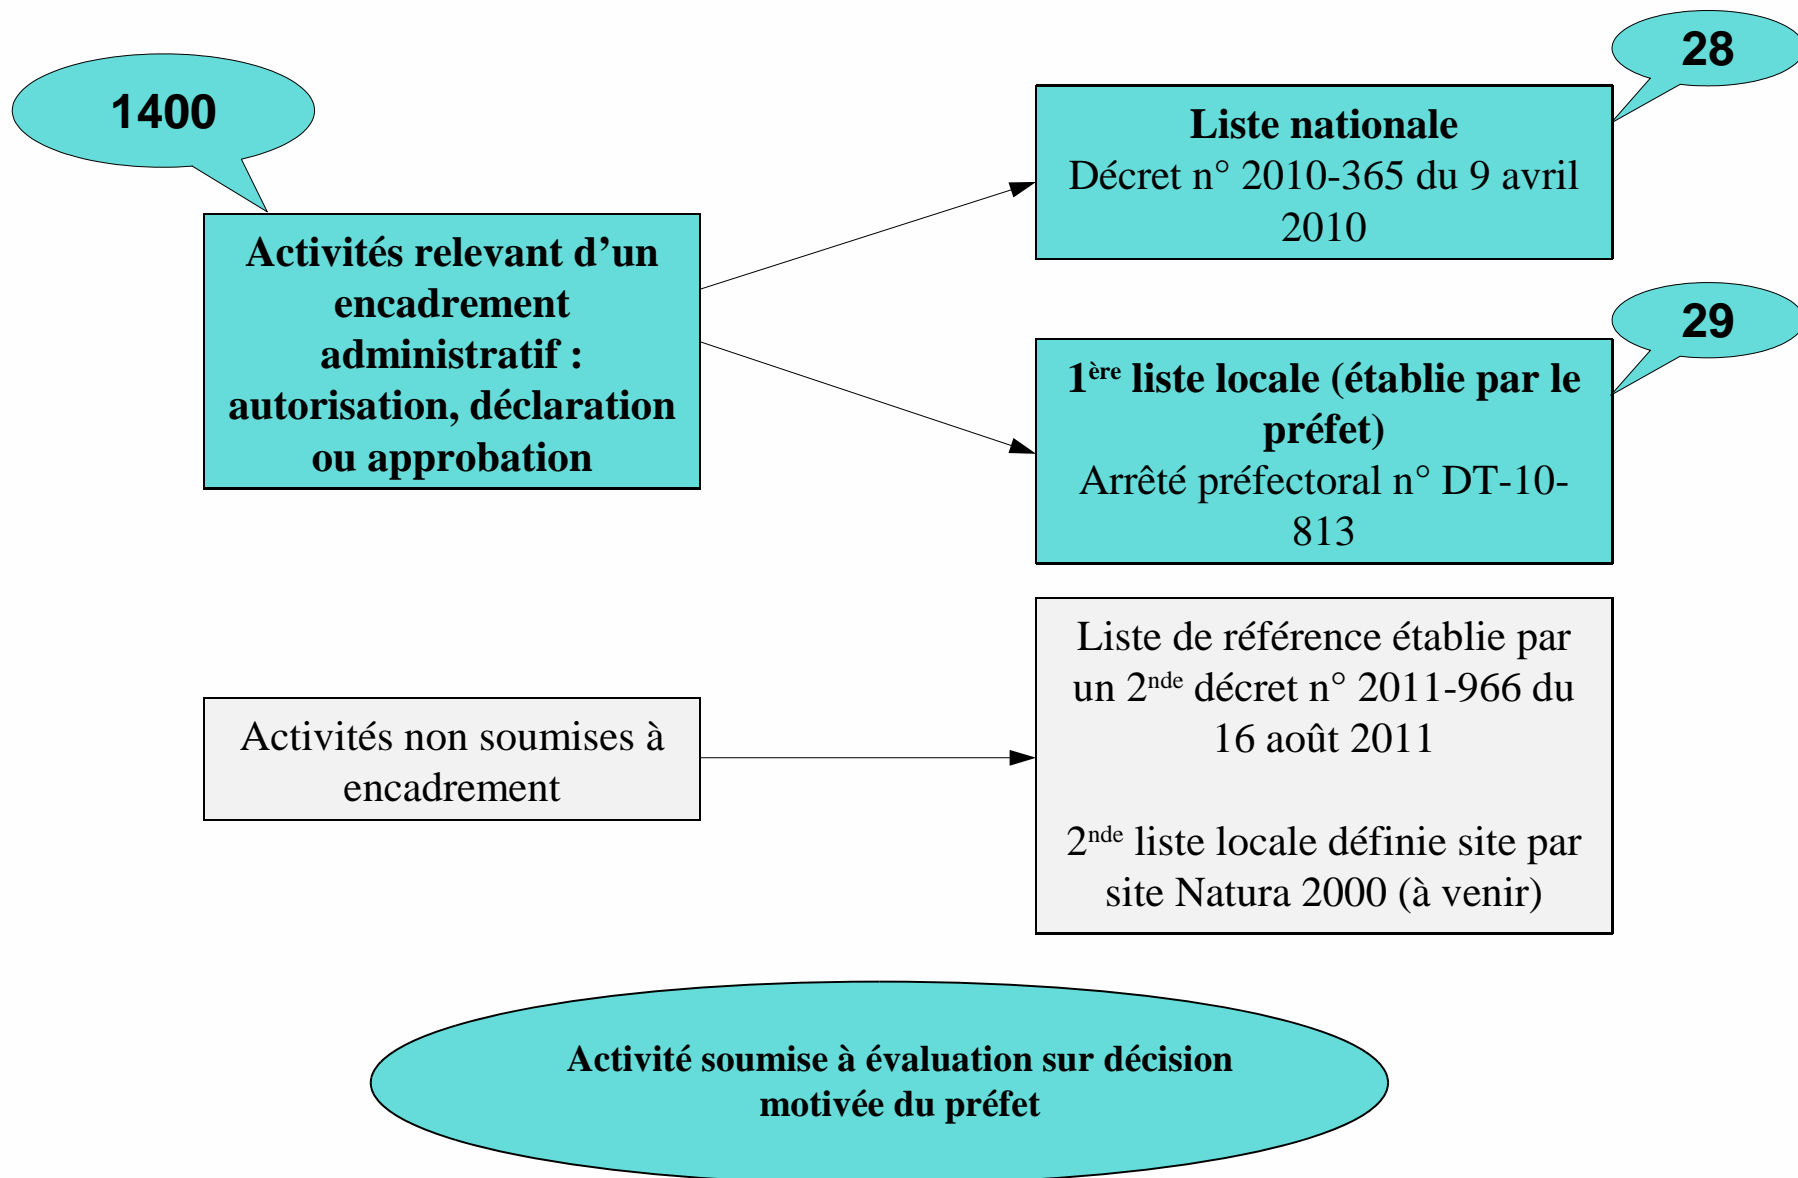 1400
Activités relevant d’un
encadrement
administratif :
autorisation, déclaration
ou approbation
28
Liste nationale
Décret n° 2010-365 du 9 avril
2010
29
1ère liste locale (établie par le
préfet)
Arrêté préfectoral n° DT-10-
813
Activités non soumises à
encadrement
Liste de référence établie par
un 2nde décret n° 2011-966 du
16 août 2011
2nde liste locale définie site par
site Natura 2000 (à venir)
Activité soumise à évaluation sur décision
motivée du préfet